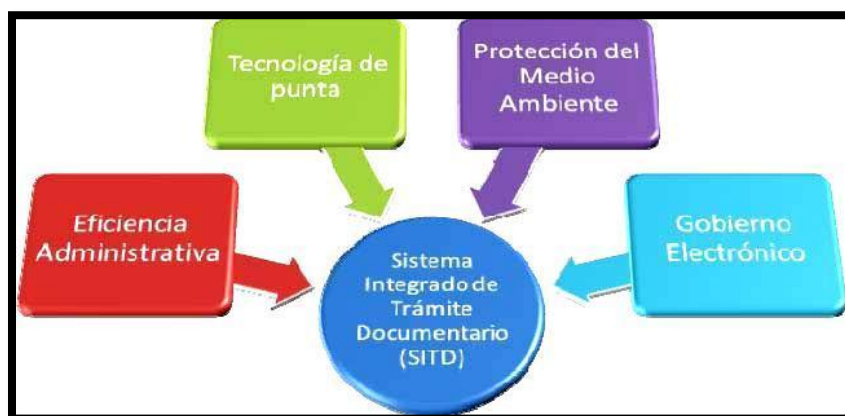 Tecnología de
punta
Protección del
Medio
Ambiente
Eficiencia
Administrativa
Gobierno
Electrónico
Sistema
Integrado de
Trámite
Documentario
(SITD)